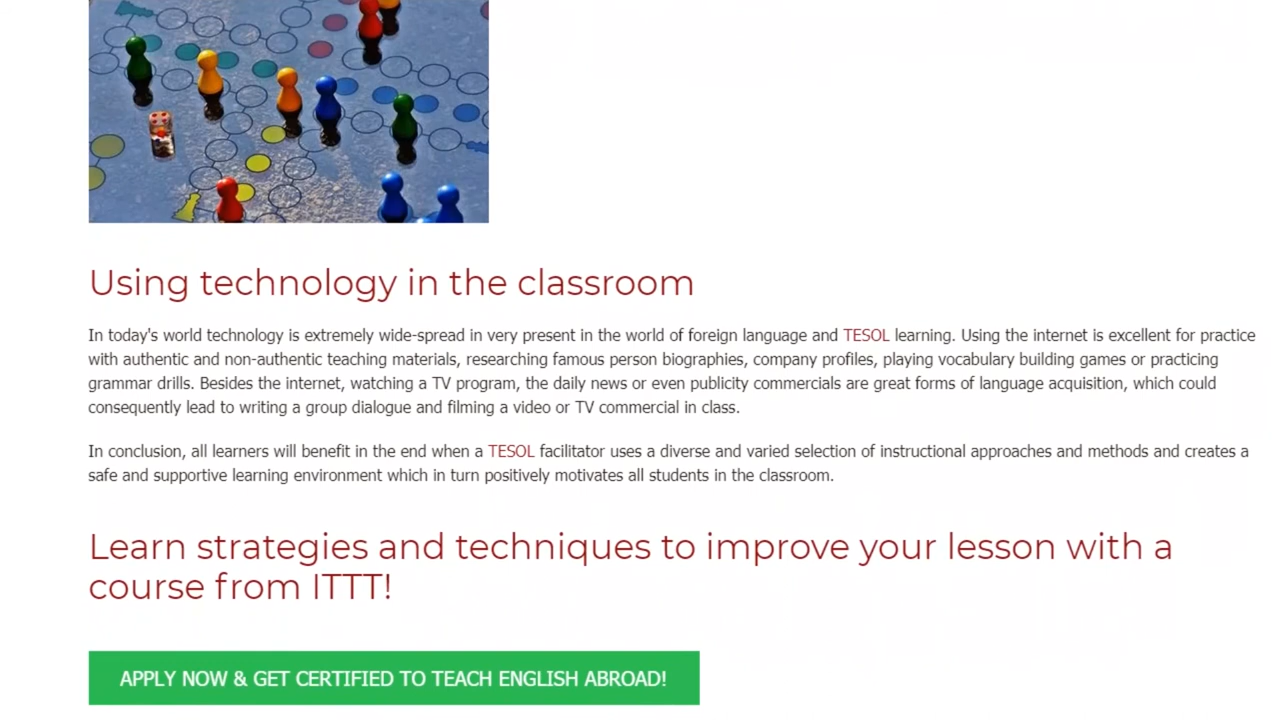 Using technology in the classroom
In today's world technology is extremely wide-spread in very present in the world of foreign language and TESOL learning. Using the internet is excellent for practice
with authentic and non-authentic teaching materials, researching famous person biographies, company profiles, playing vocabulary building games or practicing
grammar drills. Besides the internet, watching a TV program, the daily news or even publicity commercials are great forms of language acquisition, which could
consequently lead to writing a group dialogue and filming a video or TV commercial in class.
In conclusion, all learners will benefit in the end when a TESOL facilitator uses a diverse and varied selection of instructional approaches and methods and creates a
safe and supportive learning environment which in turn positively motivates all students in the classroom.
Learn strategies and techniques to improve your lesson with a
course from ITTT!
APPLY NOW & GET CERTIFIED TO TEACH ENGLISH ABROAD!